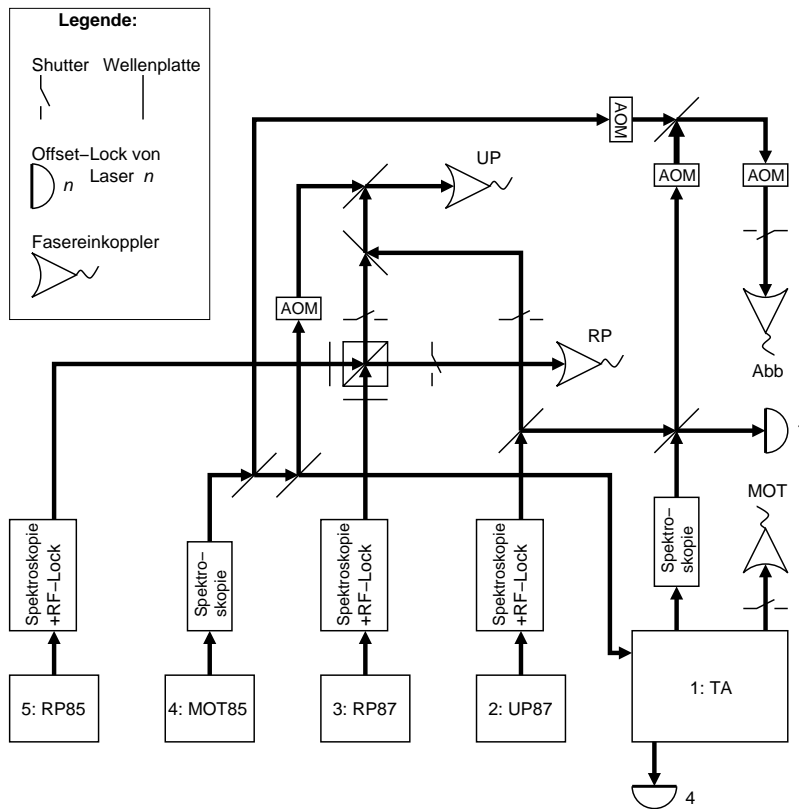 Legende:
Shutter Wellenplatte
Offset−Lock von
n Laser n
Fasereinkoppler
AOM
UP
AOM
AOM
AOM
RP
Abb
MOT
Spektroskopie
+RF−Lock
Spektro−
skopie
Spektroskopie
+RF−Lock
Spektroskopie
+RF−Lock
Spektro−
skopie
5: RP85
4: MOT85
3: RP87
2: UP87
1: TA
4